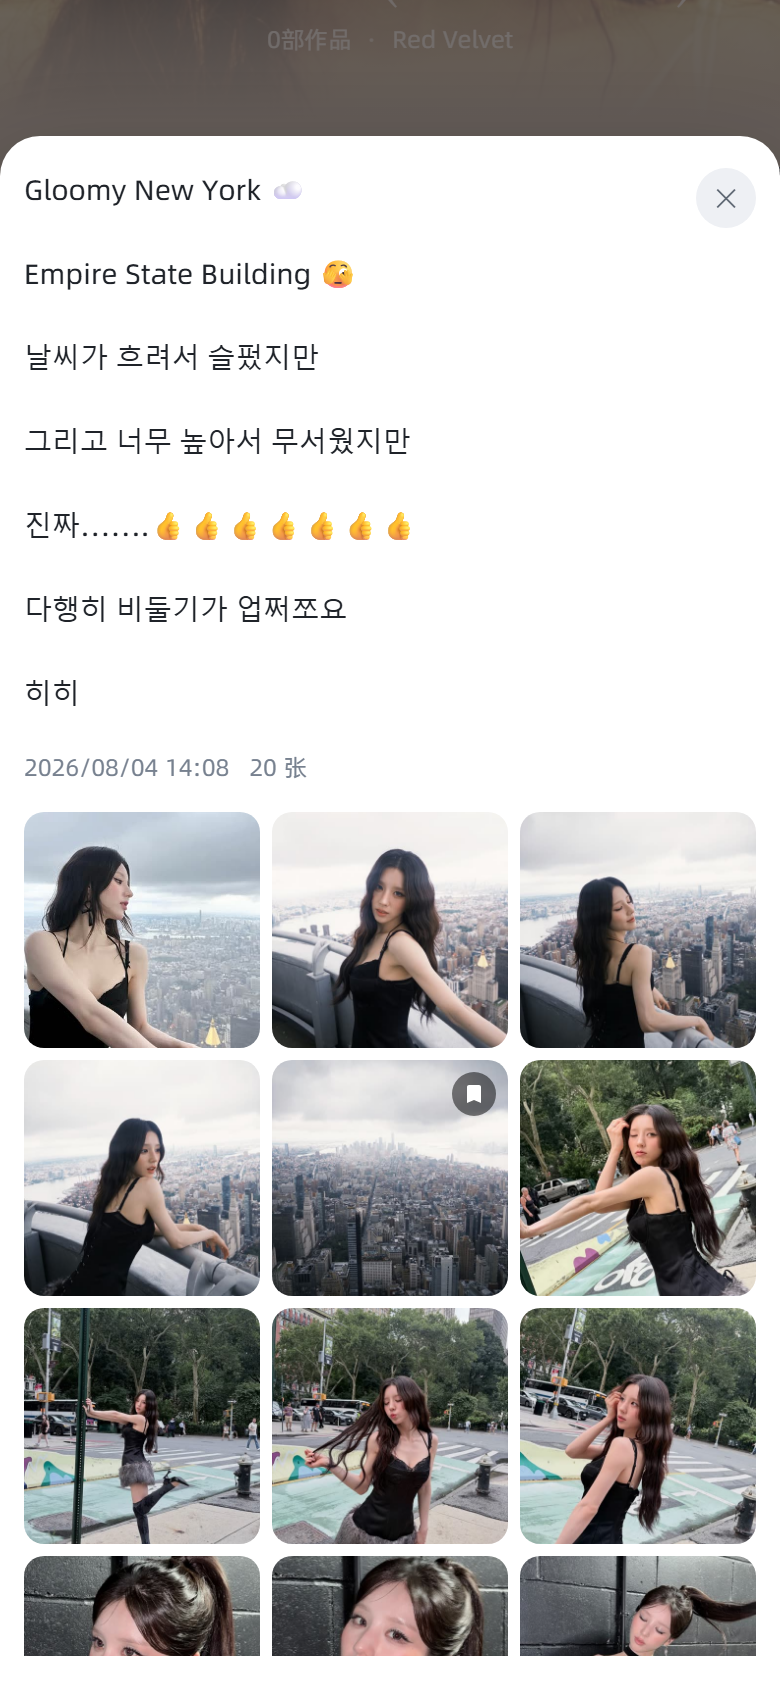 0部作品 · Red Velvet
Gloomy New York ☁️
Empire State Building 🫣
날씨가 흐려서 슬펐지만
그리고 너무 높아서 무서웠지만
진짜.......👍👍👍👍👍👍👍
다행히 비둘기가 업쩌쪼요
히히
2026/08/04 14:08 20 张